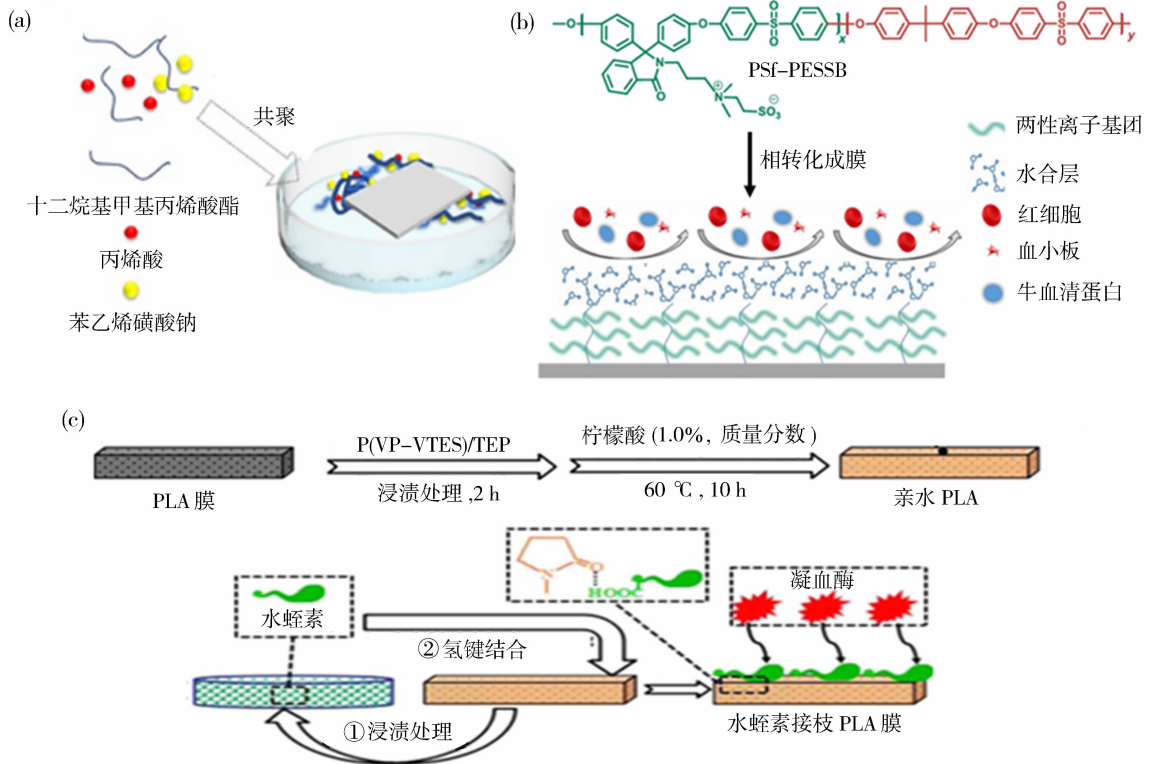 (a)
共聚
十二烷基甲基丙烯酸酯
丙烯酸
苯乙烯磺酸钠
(b)
O
O
O
S
O
O
x
O
O
O
S
O
O
y
N
O
N
⊕
SO₃
⊖
PSf-PESSB
相转化成膜
两性离子基团
水合层
红细胞
血小板
牛血清蛋白
(c)
PLA 膜
P(VP-VTES)/TEP
浸渍处理,2 h
柠檬酸 (1.0%, 质量分数)
60 ℃, 10 h
亲水 PLA
水蛭素
②氢键结合
①浸渍处理
O
HOOC
凝血酶
水蛭素接枝 PLA 膜